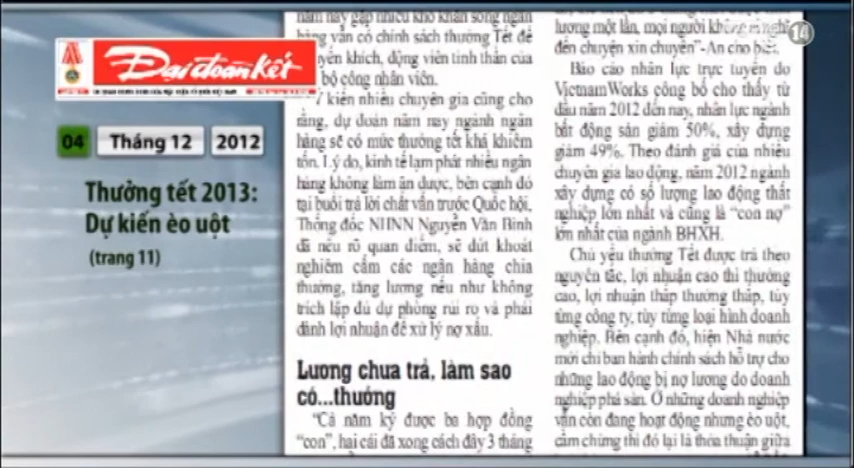 Đại đoàn kết
04 Tháng 12 2012
Thưởng tết 2013:
Dự kiến èo uột
(trang 11)
năm nay gặp nhiều khó khăn song ngân
hàng vẫn có chính sách thưởng Tết để
khuyến khích, động viên tinh thần của
bộ công nhân viên.
Ý kiến nhiều chuyên gia cũng cho
rằng, dự đoán năm nay ngành ngân
hàng sẽ có mức thưởng tết khá khiêm
tốn. Lý do, kinh tế lạm phát nhiều ngân
hàng không làm ăn được, bên cạnh đó
tại buổi trả lời chất vấn trước Quốc hội,
Thống đốc NHNN Nguyễn Văn Bình
đã nêu rõ quan điểm, sẽ dứt khoát
nghiêm cấm các ngân hàng chia
thưởng, tăng lương nếu như không
trích lập đủ dự phòng rủi ro và phải
dành lợi nhuận để xử lý nợ xấu.
Lương chưa trả, làm sao
có...thưởng
“Cả năm ký được ba hợp đồng
“con”, hai cái đã xong cách đây 3 tháng
lương một lần, mọi người không
đến chuyện xin chuyển”-An cho biết.
14
Báo cáo nhân lực trực tuyến do
VietnamWorks công bố cho thấy từ
đầu năm 2012 đến nay, nhân lực ngành
bất động sản giảm 50%, xây dựng
giảm 49%. Theo đánh giá của nhiều
chuyên gia lao động, năm 2012 ngành
xây dựng có số lượng lao động thất
nghiệp lớn nhất và cũng là “con nợ”
lớn nhất của ngành BHXH.
Chủ yếu thưởng Tết được trả theo
nguyên tắc, lợi nhuận cao thì thưởng
cao, lợi nhuận thấp thưởng thấp, tùy
từng công ty, tùy từng loại hình doanh
nghiệp. Bên cạnh đó, hiện Nhà nước
mới chỉ ban hành chính sách hỗ trợ cho
những lao động bị nợ lương do doanh
nghiệp phá sản. Ở những doanh nghiệp
vẫn còn đang hoạt động nhưng èo uột,
cầm chừng thì đó lại là thỏa thuận giữa